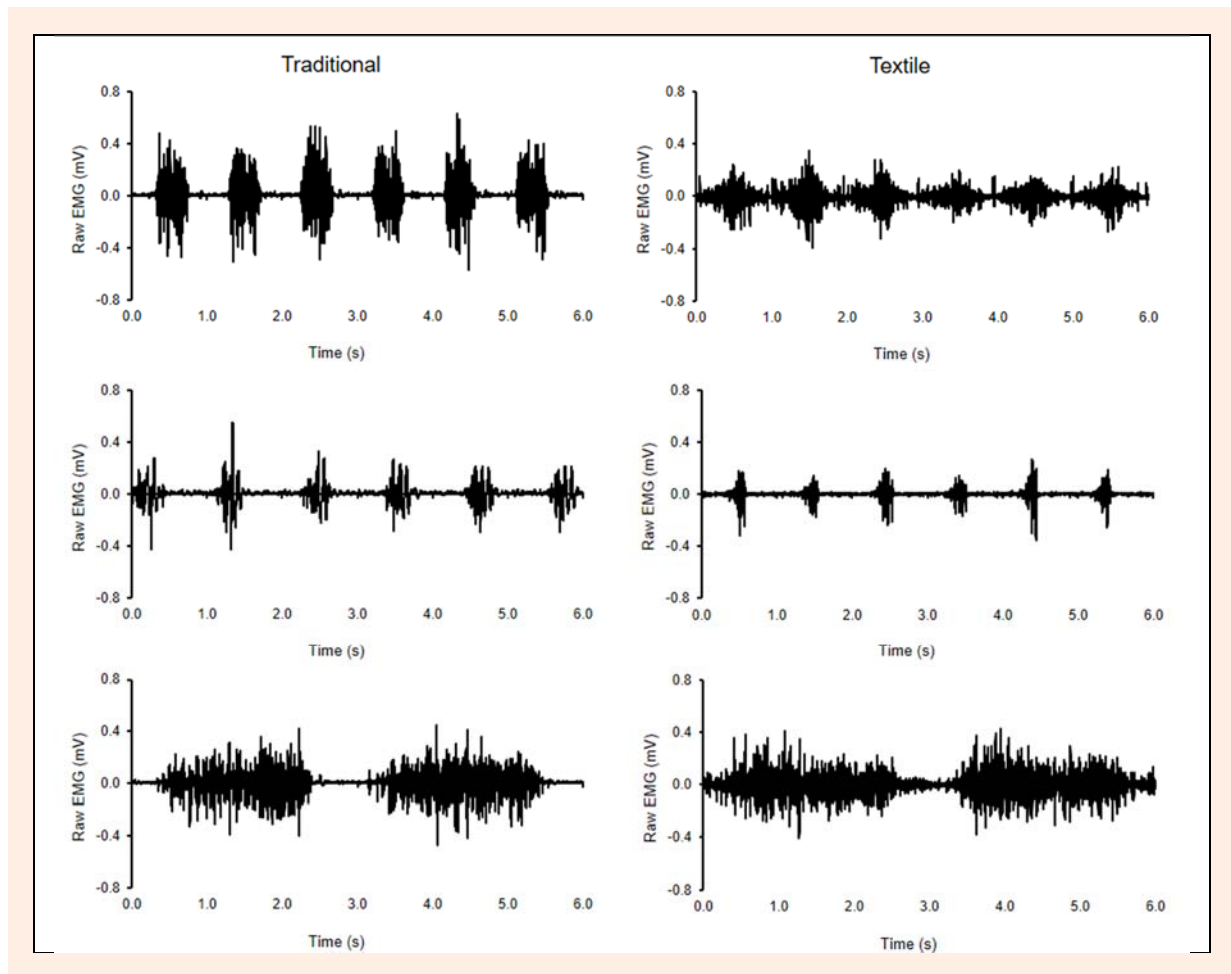 Traditional Textile
0.8 0.8
0.4 0.4
Raw EMG (mV) 0.0 Raw EMG (mV) 0.0
-0.4 -0.4
-0.8 -0.8
0.0 1.0 2.0 3.0 4.0 5.0 6.0 0.0 1.0 2.0 3.0 4.0 5.0 6.0
Time (s) Time (s)
0.8 0.8
0.4 0.4
Raw EMG (mV) 0.0 Raw EMG (mV) 0.0
-0.4 -0.4
-0.8 -0.8
0.0 1.0 2.0 3.0 4.0 5.0 6.0 0.0 1.0 2.0 3.0 4.0 5.0 6.0
Time (s) Time (s)
0.8 0.8
0.4 0.4
Raw EMG (mV) 0.0 Raw EMG (mV) 0.0
-0.4 -0.4
-0.8 -0.8
0.0 1.0 2.0 3.0 4.0 5.0 6.0 0.0 1.0 2.0 3.0 4.0 5.0 6.0
Time (s) Time (s)